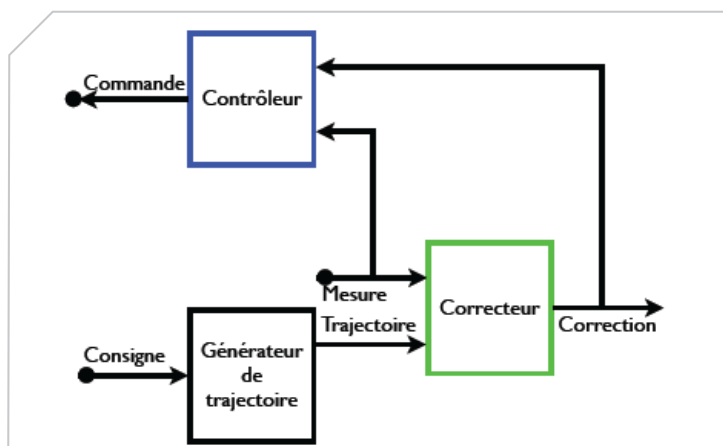 Commande
Contrôleur
Mesure
Trajectoire
Correcteur
Correction
Consigne
Générateur
de
trajectoire